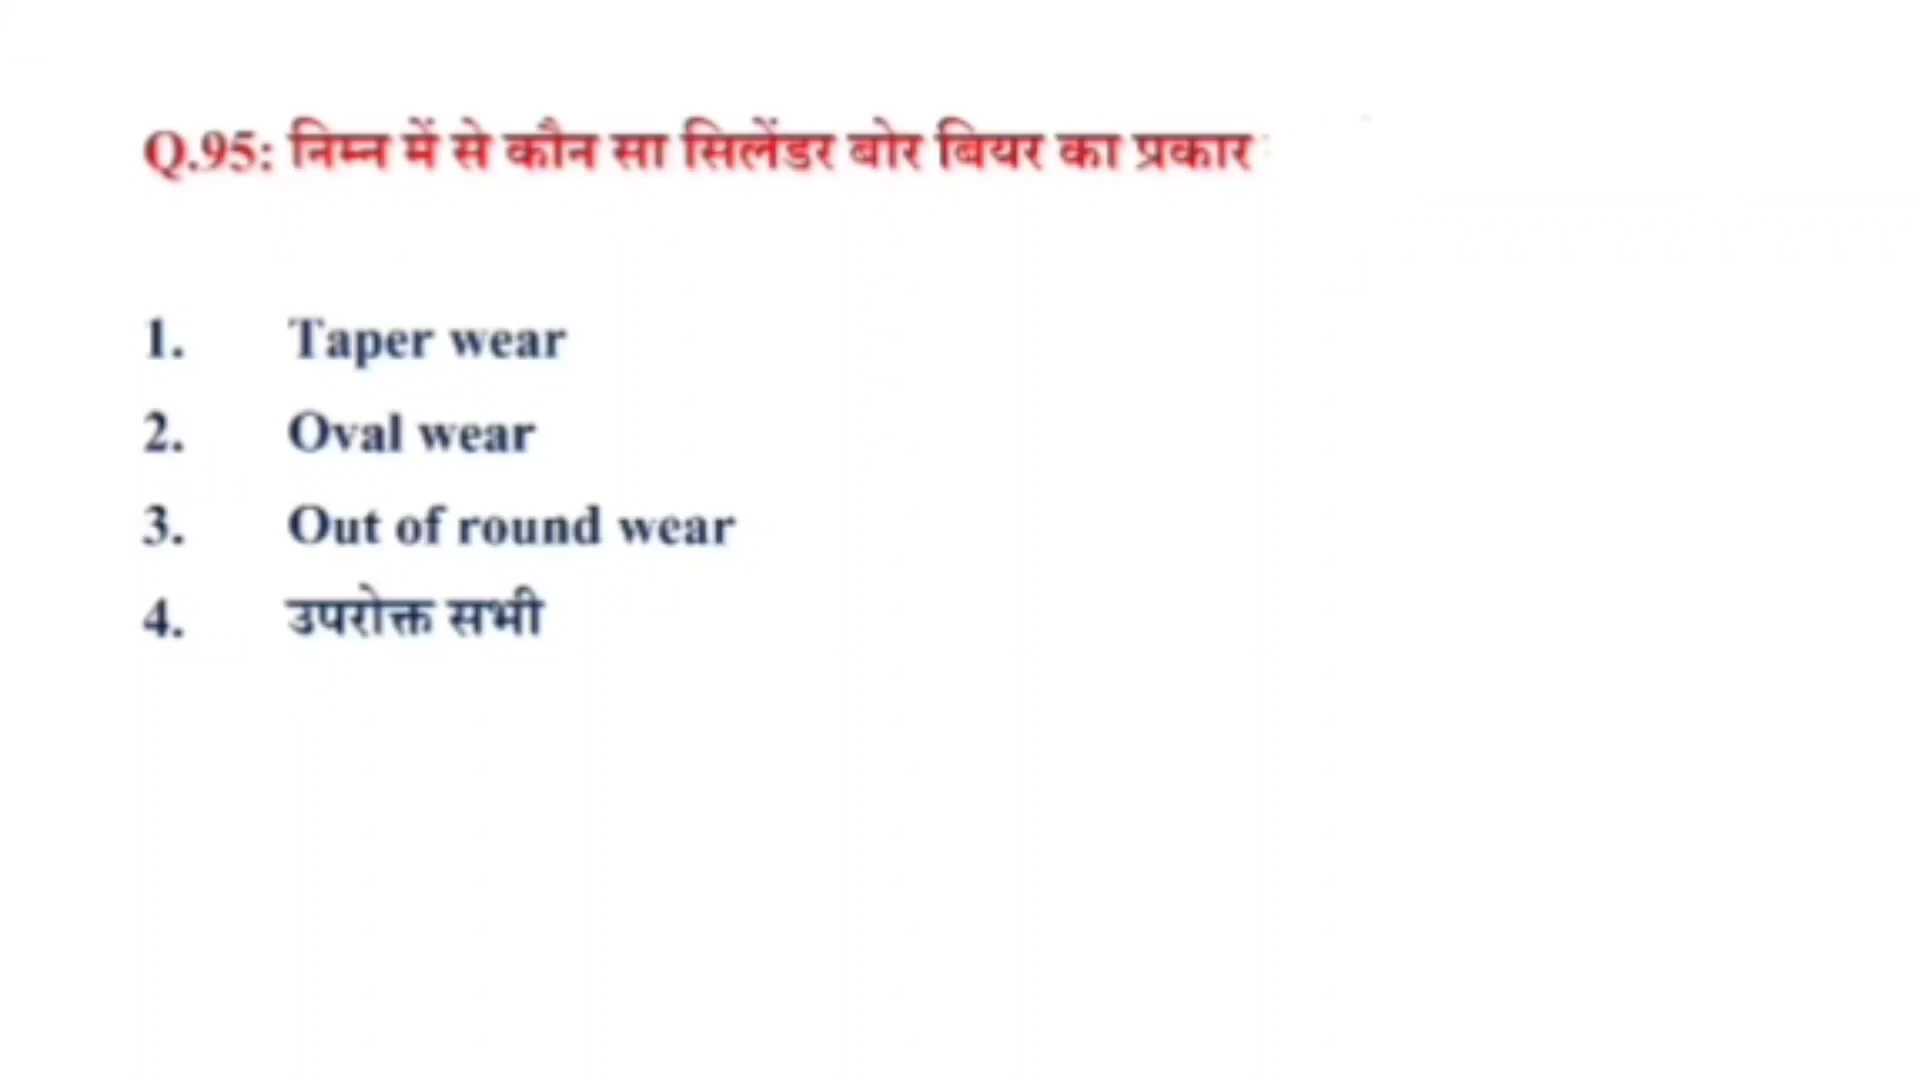 Q.95: निम्न में से कौन सा सिलेंडर बोर बियर का प्रकार
1. Taper wear
2. Oval wear
3. Out of round wear
4. उपरोक्त सभी